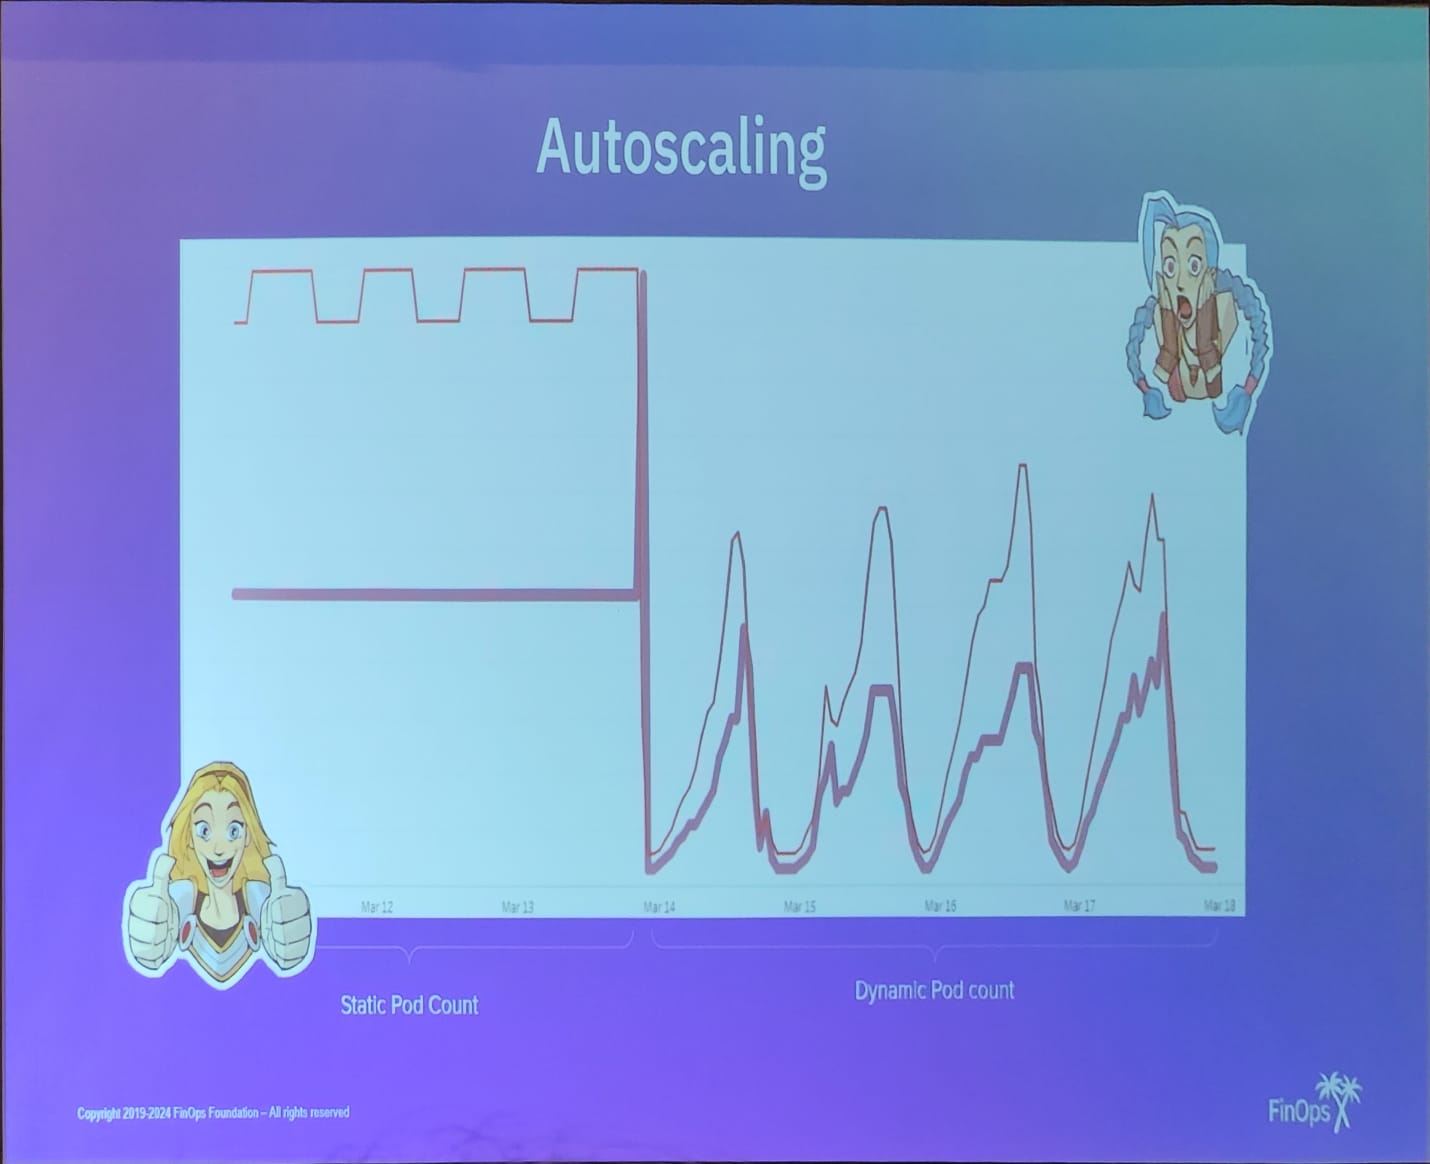 Autoscaling
Mar 12
Mar 13
Mar 14
Mar 15
Mar 16
Mar 17
Mar 18
Static Pod Count
Dynamic Pod count
Copyright 2019-2024 FinOps Foundation – All rights reserved
FinOps